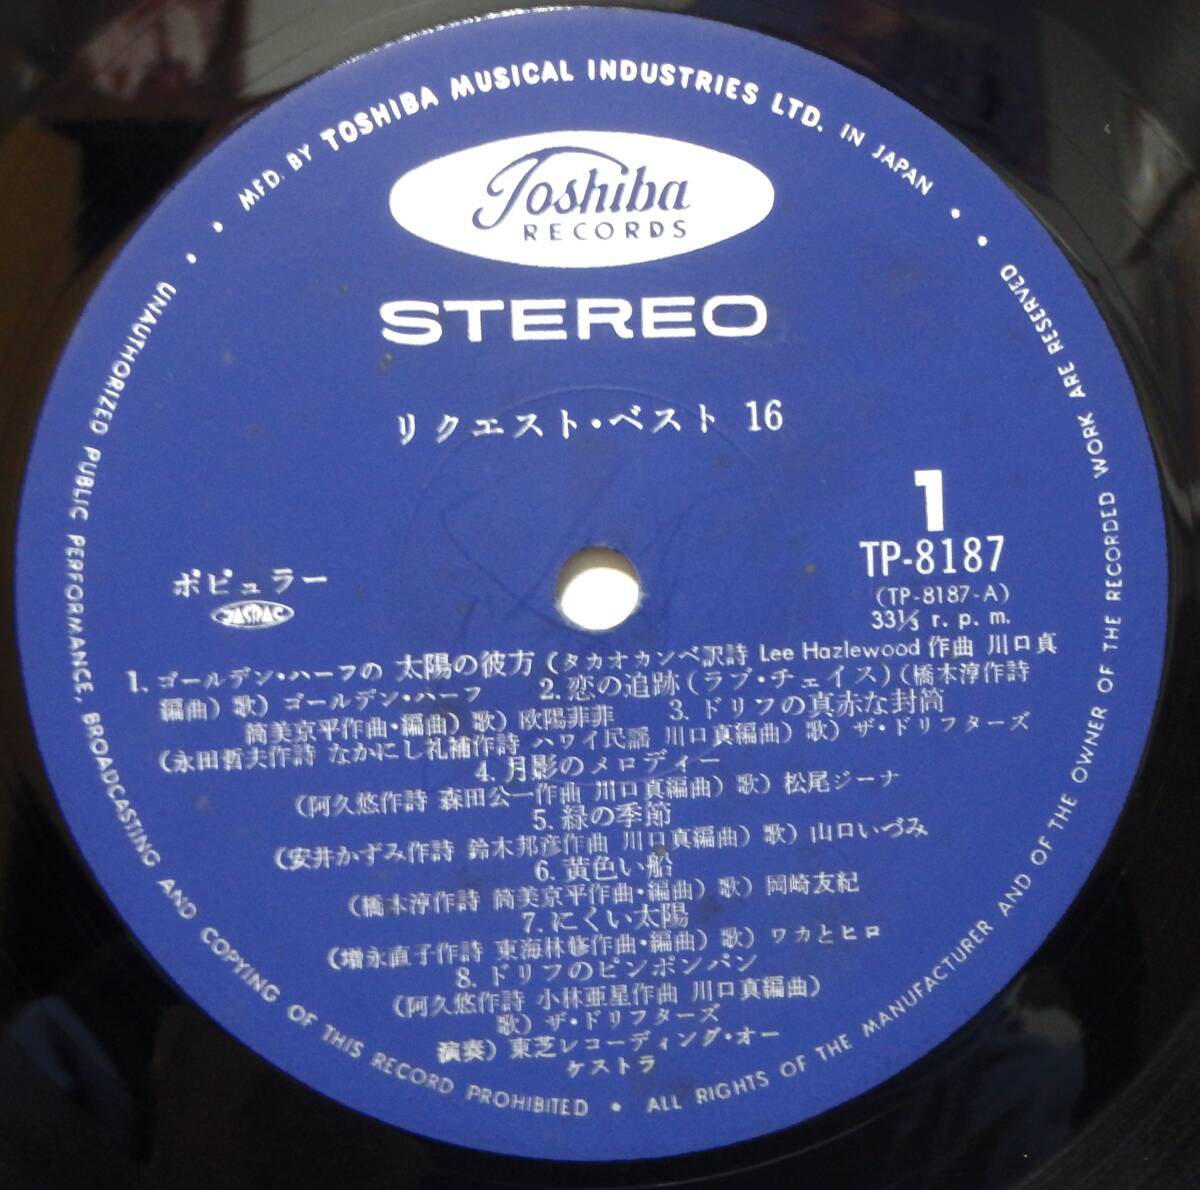 MFD. BY TOSHIBA MUSICAL INDUSTRIES LTD. IN JAPAN
Toshiba
RECORDS
STEREO
リクエスト・ベスト 16
1
TP-8187
(TP-8187-A)
33⅓ r. p. m.
ポピュラー
JASRAC
1. ゴールデン・ハーフの 太陽の彼方 (タカオカンベ訳詩 Lee Hazlewood 作曲 川口真
編曲) 歌) ゴールデン・ハーフ 2. 恋の追跡 (ラブ・チェイス) (橋本淳作詩
筒美京平作曲・編曲) 歌) 欧陽菲菲 3. ドリフの真赤な封筒
(永田哲夫作詩 なかにし礼補作詩 ハワイ民謡 川口真編曲) 歌) ザ・ドリフターズ
4. 月影のメロディー
(阿久悠作詩 森田公一作曲 川口真編曲) 歌) 松尾ジーナ
5. 緑の季節
(安井かずみ作詩 鈴木邦彦作曲 川口真編曲) 歌) 山口いづみ
6. 黄色い船
(橋本淳作詩 筒美京平作曲・編曲) 歌) 岡崎友紀
7. にくい太陽
(増永直子作詩 東海林修作曲・編曲) 歌) ワカとヒロ
8. ドリフのピンポンパン
(阿久悠作詩 小林亜星作曲 川口真編曲)
歌) ザ・ドリフターズ
演奏) 東芝レコーディング・オー
ケストラ
UNAUTHORIZED PUBLIC PERFORMANCE, BROADCASTING AND COPYING OF THIS RECORD PROHIBITED • ALL RIGHTS OF THE MANUFACTURER AND OF THE OWNER OF THE RECORDED WORK ARE RESERVED